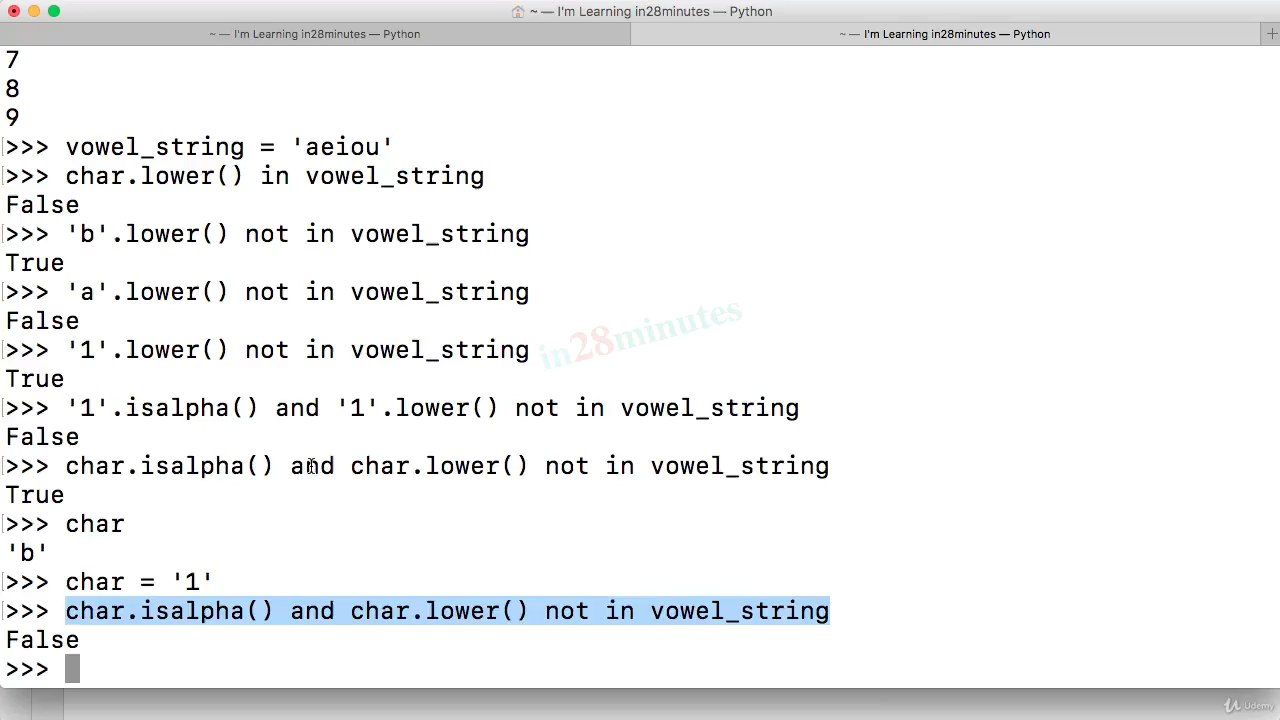 ~ — I'm Learning in28minutes — Python
~ — I'm Learning in28minutes — Python
~ — I'm Learning in28minutes — Python
7
8
9
>>> vowel_string = 'aeiou'
>>> char.lower() in vowel_string
False
>>> 'b'.lower() not in vowel_string
True
>>> 'a'.lower() not in vowel_string
False
>>> '1'.lower() not in vowel_string
True
>>> '1'.isalpha() and '1'.lower() not in vowel_string
False
>>> char.isalpha() and char.lower() not in vowel_string
True
>>> char
'b'
>>> char = '1'
>>> char.isalpha() and char.lower() not in vowel_string
False
>>>
in28minutes
Udemy